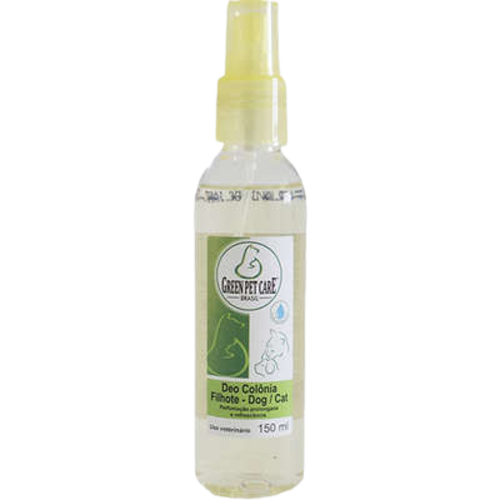 GREEN PET CARE
BRASIL
Deo Colônia
Filhote - Dog / Cat
Perfumação prolongada
e refrescância
Uso veterinário 150 ml